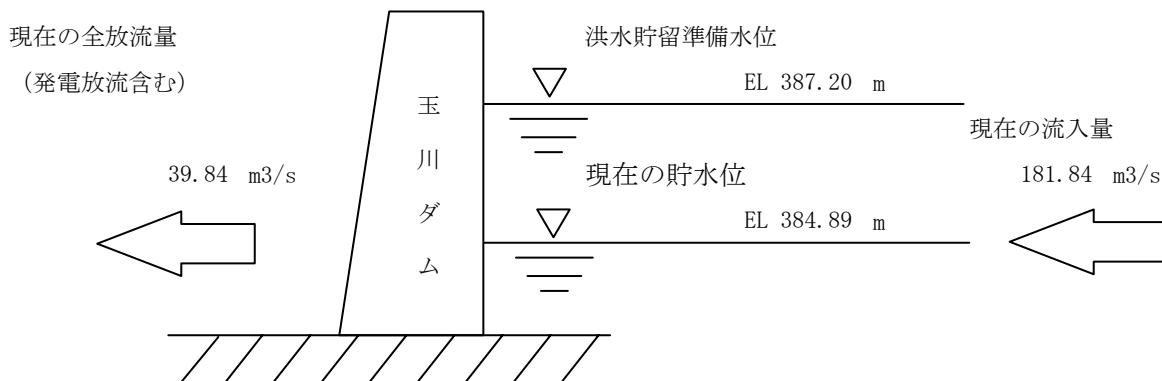 現在の全放流量
（発電放流含む）
39.84 m3/s
玉川ダム
洪水貯留準備水位
EL 387.20 m
現在の貯水位
EL 384.89 m
現在の流入量
181.84 m3/s